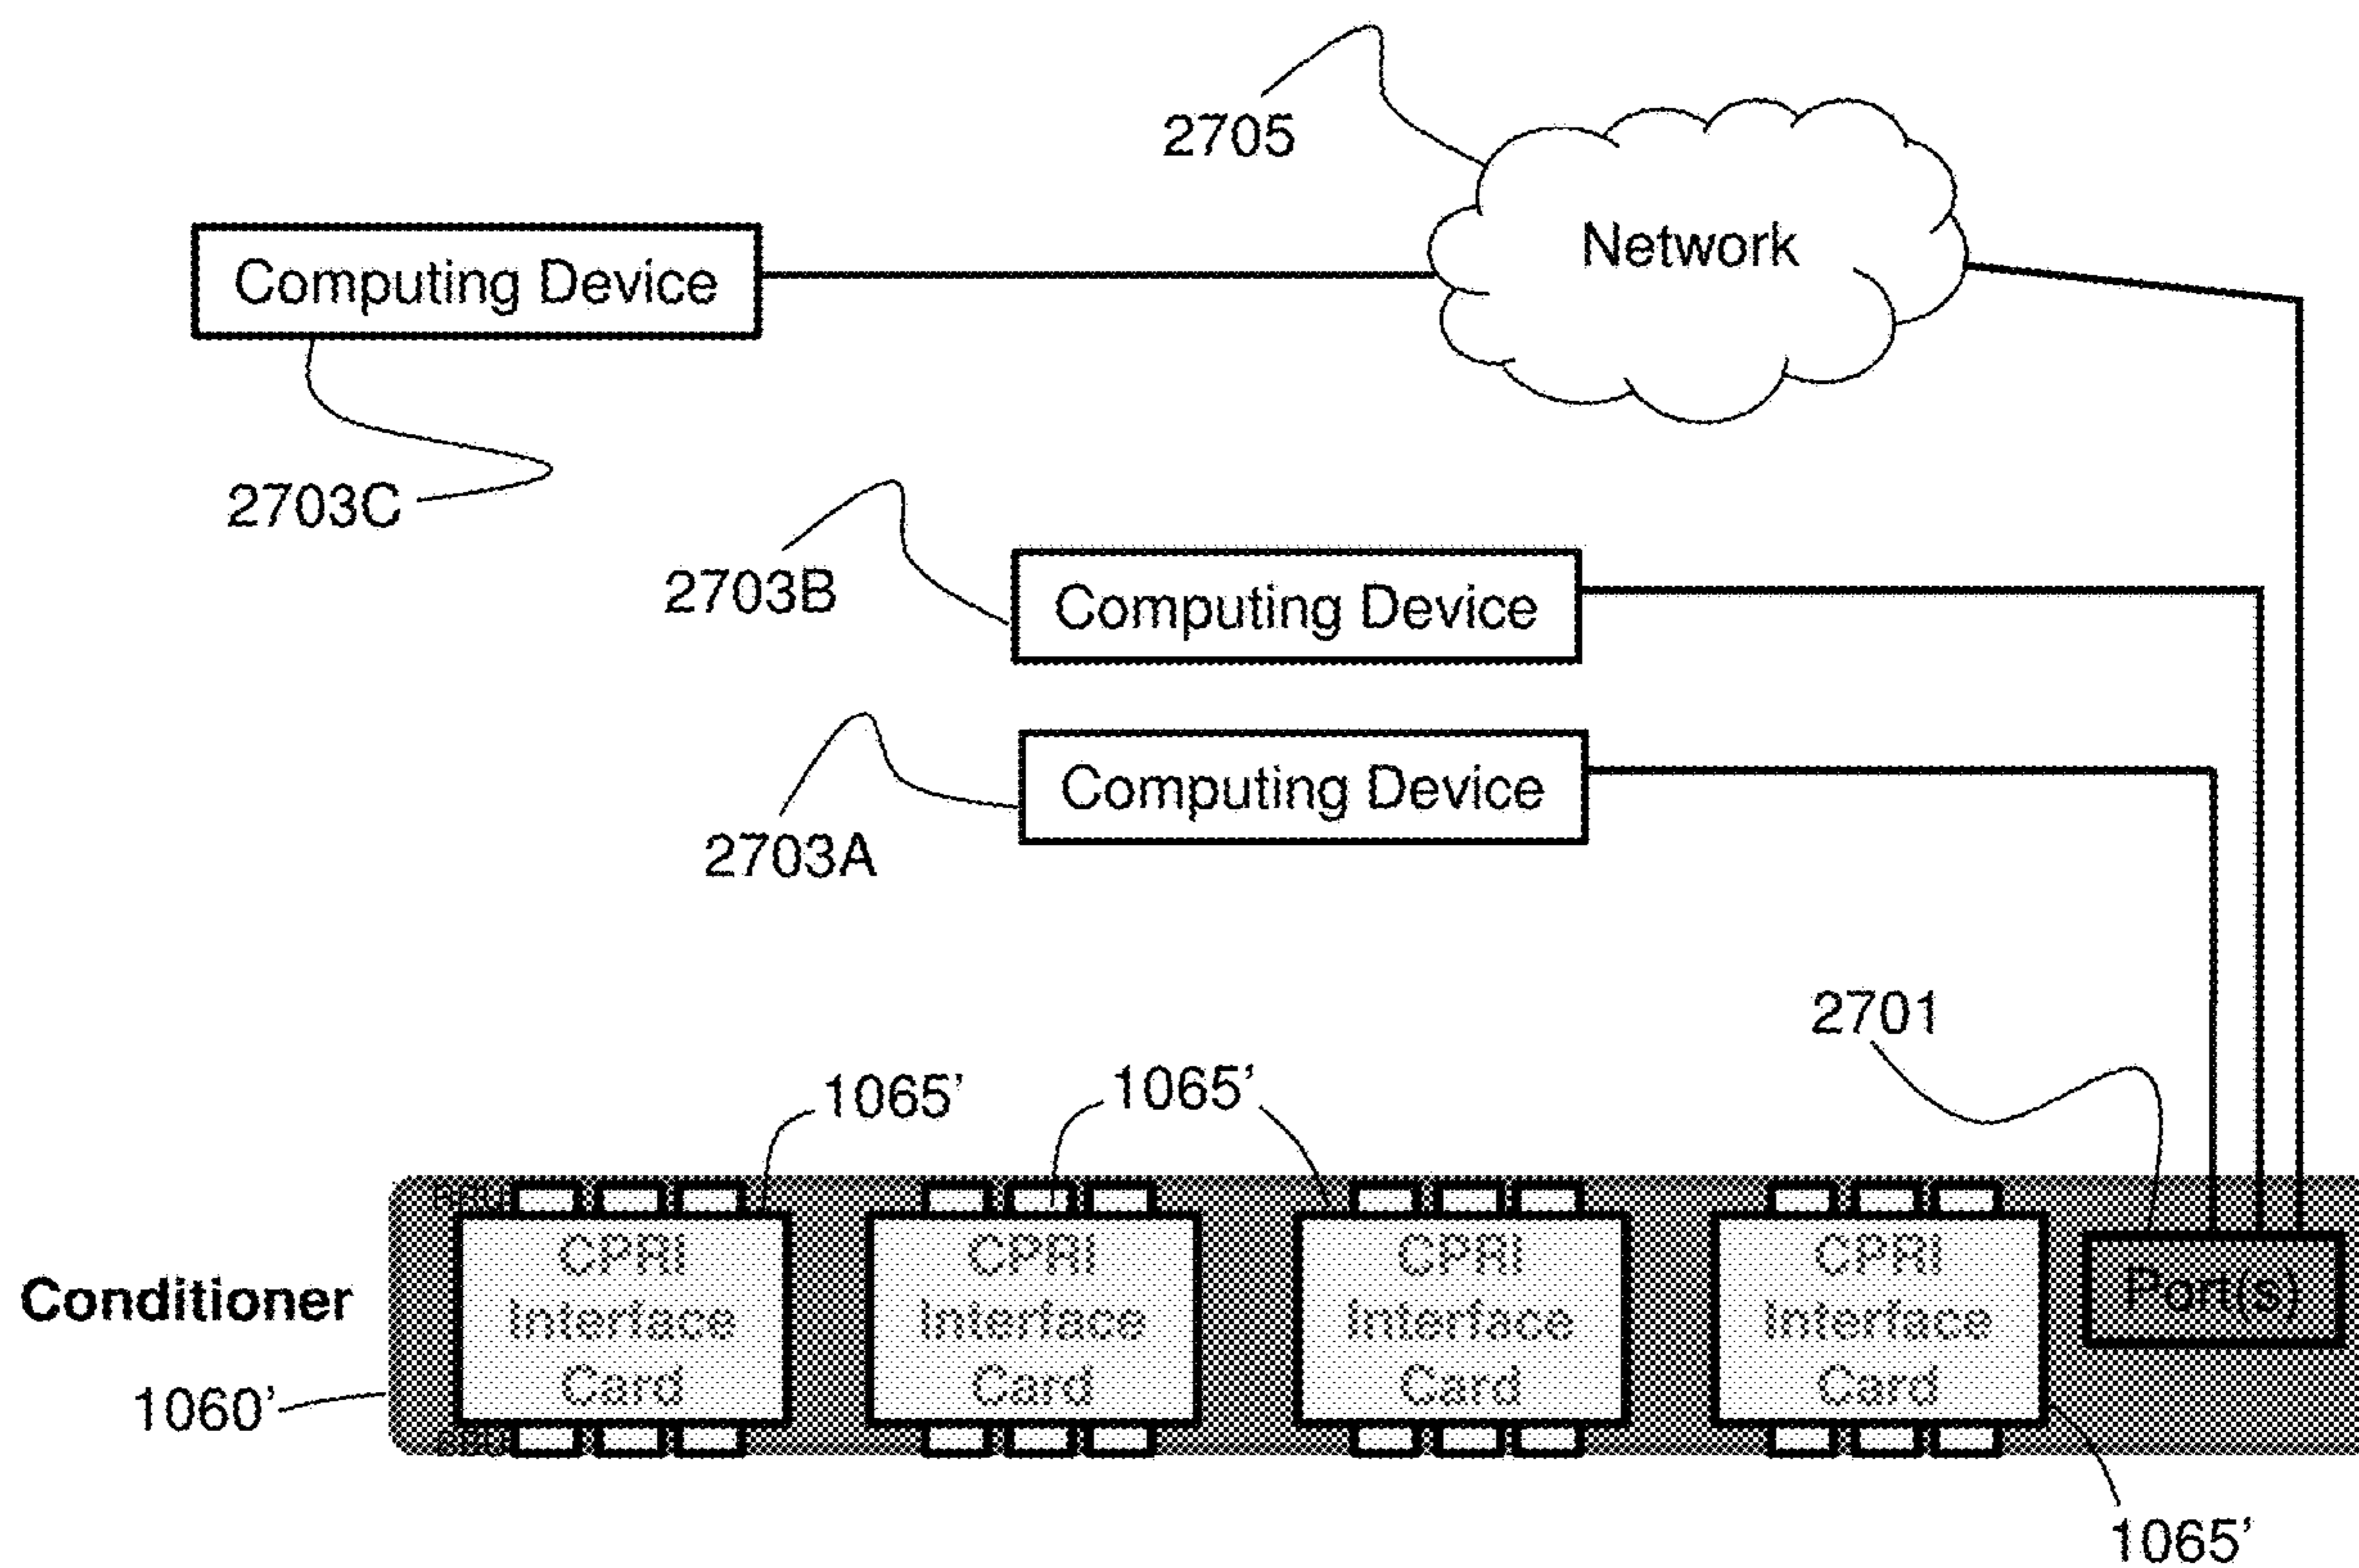 2705
Network
Computing Device
2703C
2703B
Computing Device
Computing Device
2703A
2701
1065’
1065’
CPRI
Interface
Card
CPRI
Interface
Card
CPRI
Interface
Card
CPRI
Interface
Card
Port(s)
Conditioner
1060’
1065’